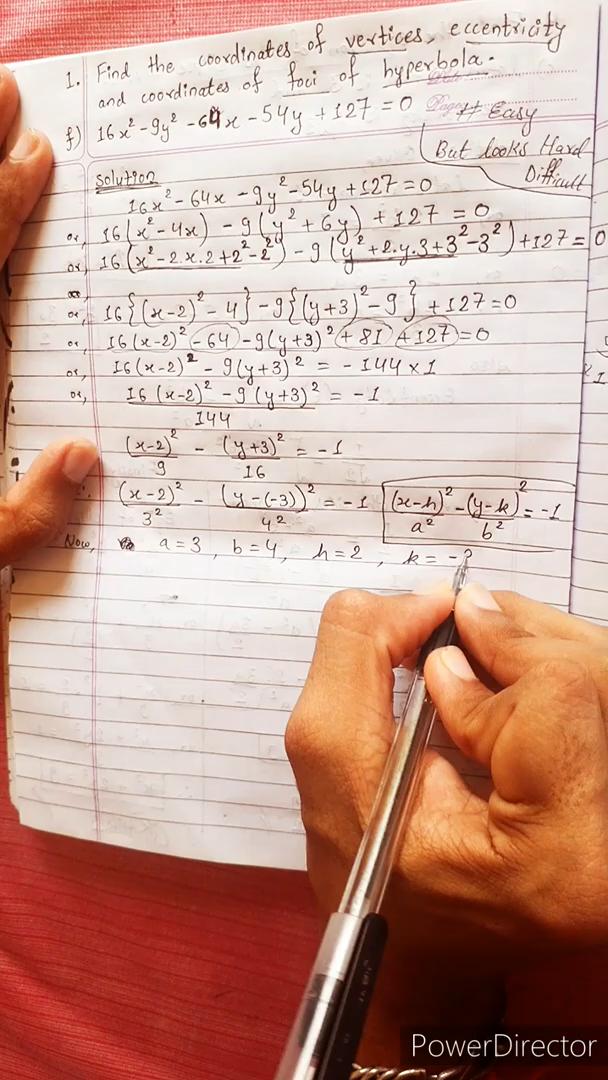 1. Find the coordinates of vertices, eccentricity
and coordinates of foci of hyperbola.
f) 16x² - 9y² - 64x - 54y + 127 = 0
# Easy
But looks Hard
Difficult
Solution
16x² - 64x - 9y² - 54y + 127 = 0
or, 16(x² - 4x) - 9(y² + 6y) + 127 = 0
or, 16(x² - 2x.2 + 2² - 2²) - 9(y² + 2.y.3 + 3² - 3²) + 127 = 0
or, 16{(x-2)² - 4} - 9{(y+3)² - 9} + 127 = 0
or, 16(x-2)² - 64 - 9(y+3)² + 81 + 127 = 0
or, 16(x-2)² - 9(y+3)² = -144 × 1
or, 16(x-2)² - 9(y+3)² = -1
144
(x-2)² - (y+3)² = -1
9 16
(x-2)² - (y-(-3))² = -1
3² 4²
(x-h)² - (y-k)² = -1
a² b²
Now, a = 3, b = 4, h = 2, k = -
PowerDirector